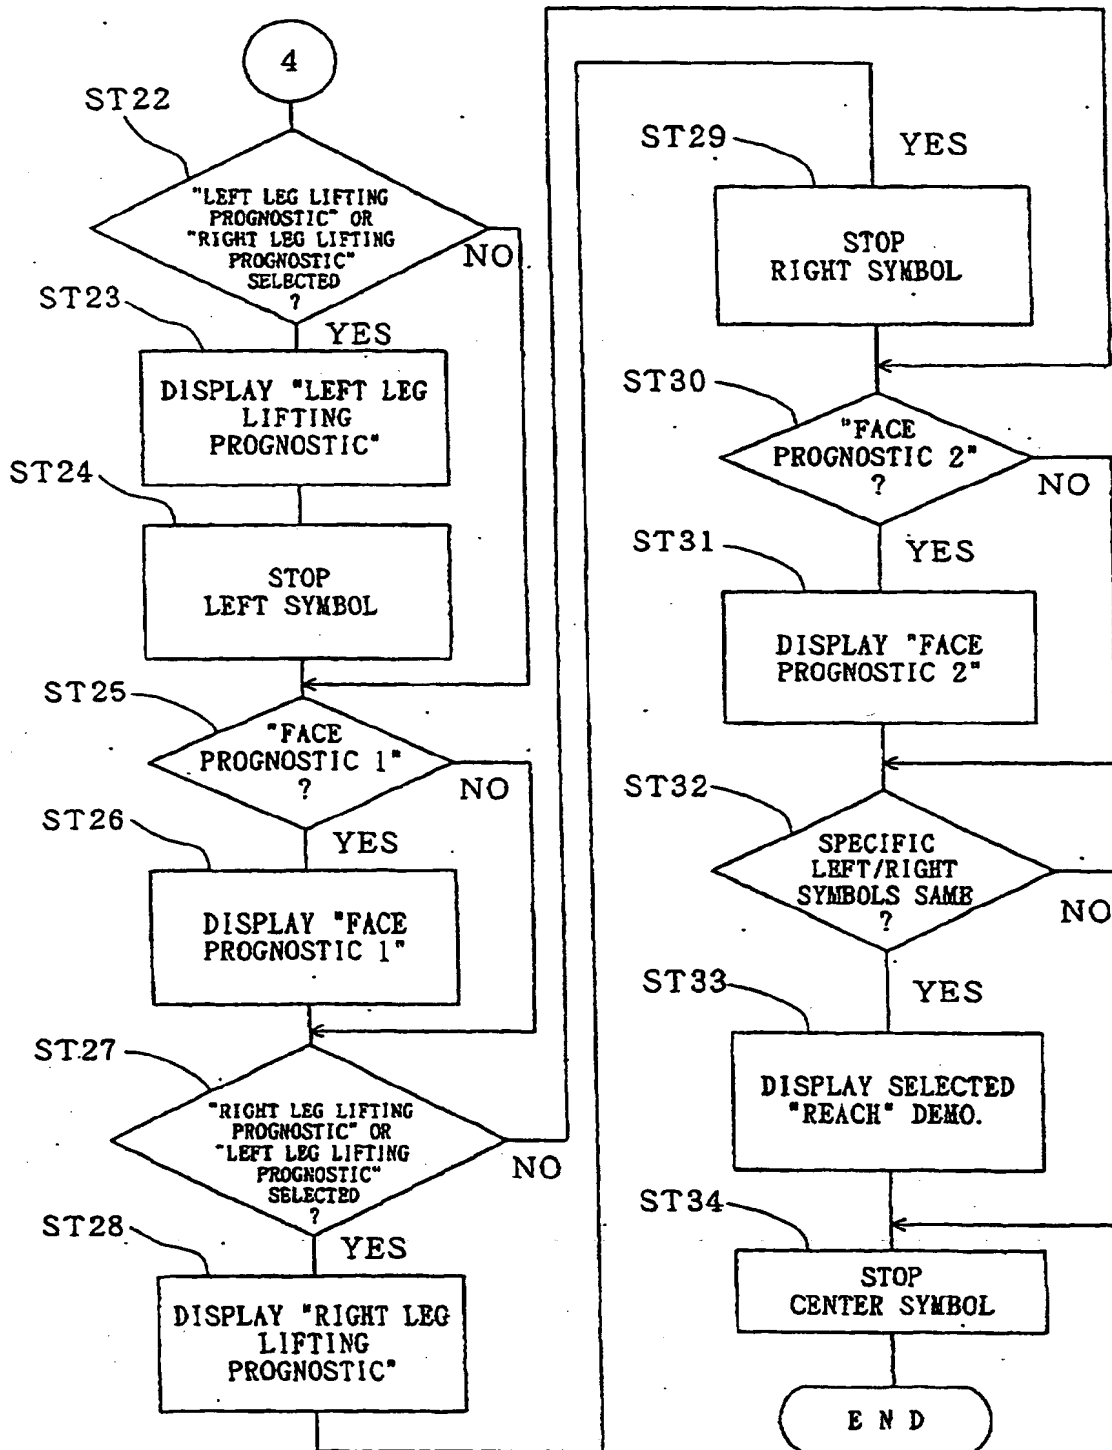 4
ST22
"LEFT LEG LIFTING
PROGNOSTIC" OR
"RIGHT LEG LIFTING
PROGNOSTIC"
SELECTED
?
NO
YES
ST23
DISPLAY "LEFT LEG
LIFTING
PROGNOSTIC"
ST24
STOP
LEFT SYMBOL
ST25
"FACE
PROGNOSTIC 1"
?
NO
YES
ST26
DISPLAY "FACE
PROGNOSTIC 1"
ST27
"RIGHT LEG LIFTING
PROGNOSTIC" OR
"LEFT LEG LIFTING
PROGNOSTIC"
SELECTED
?
NO
YES
ST28
DISPLAY "RIGHT LEG
LIFTING
PROGNOSTIC"
YES
ST29
STOP
RIGHT SYMBOL
ST30
"FACE
PROGNOSTIC 2"
?
NO
YES
ST31
DISPLAY "FACE
PROGNOSTIC 2"
ST32
SPECIFIC
LEFT/RIGHT
SYMBOLS SAME
?
NO
YES
ST33
DISPLAY SELECTED
"REACH" DEMO.
ST34
STOP
CENTER SYMBOL
END